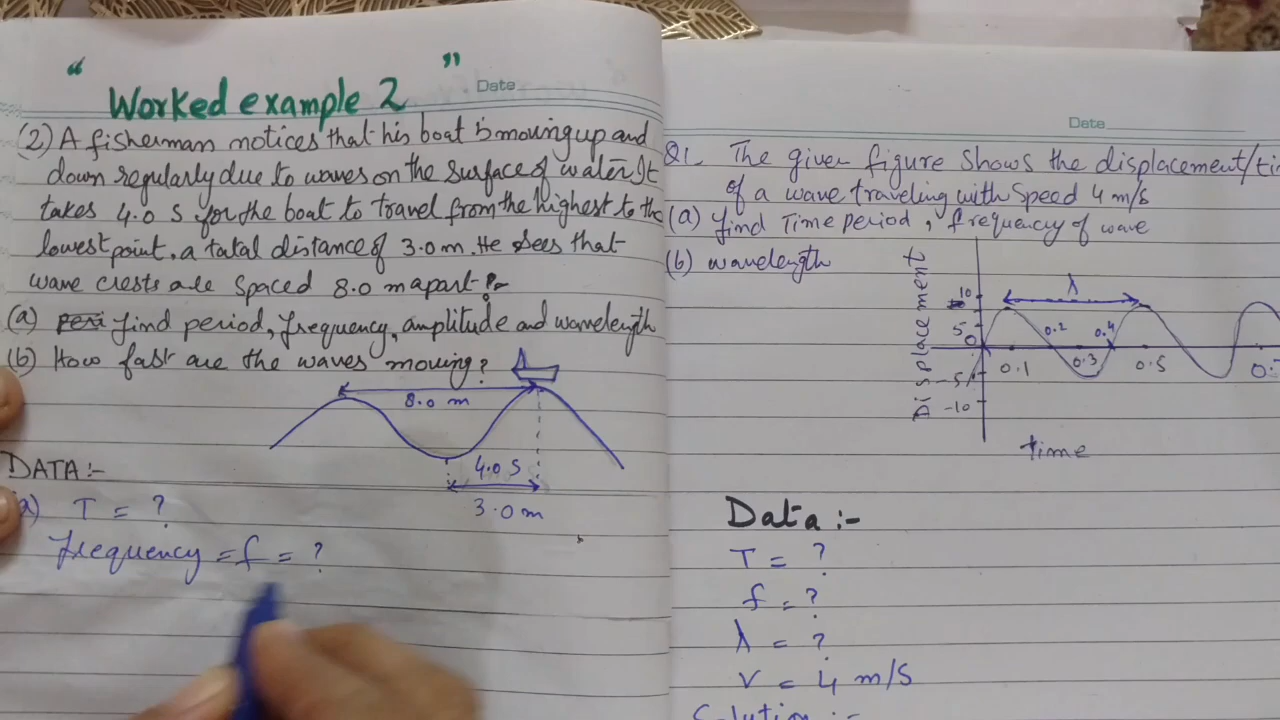 " Worked example 2 "
Date
(2) A fisherman notices that his boat is moving up and
down regularly due to waves on the surface of water. It
takes 4.0 S for the boat to travel from the highest to the
lowest point, a tatal distance of 3.0 m. He sees that
wave crests are spaced 8.0 m apart?
(a) find period, frequency, amplitude and wavelength
(b) How fast are the waves moving?
8.0 m
4.0 S
3.0 m
DATA:-
a) T = ?
frequency = f = ?
Date
Q1. The given figure shows the displacement/ti
of a wave traveling with speed 4 m/s
(a) find Time period, frequency of wave
(b) wavelength
Displacement
λ
10
5
0
-5
-10
0.1
0.2
0.3
0.4
0.5
0.
time
Data :-
T = ?
f = ?
λ = ?
V = 4 m/S
Solution :-